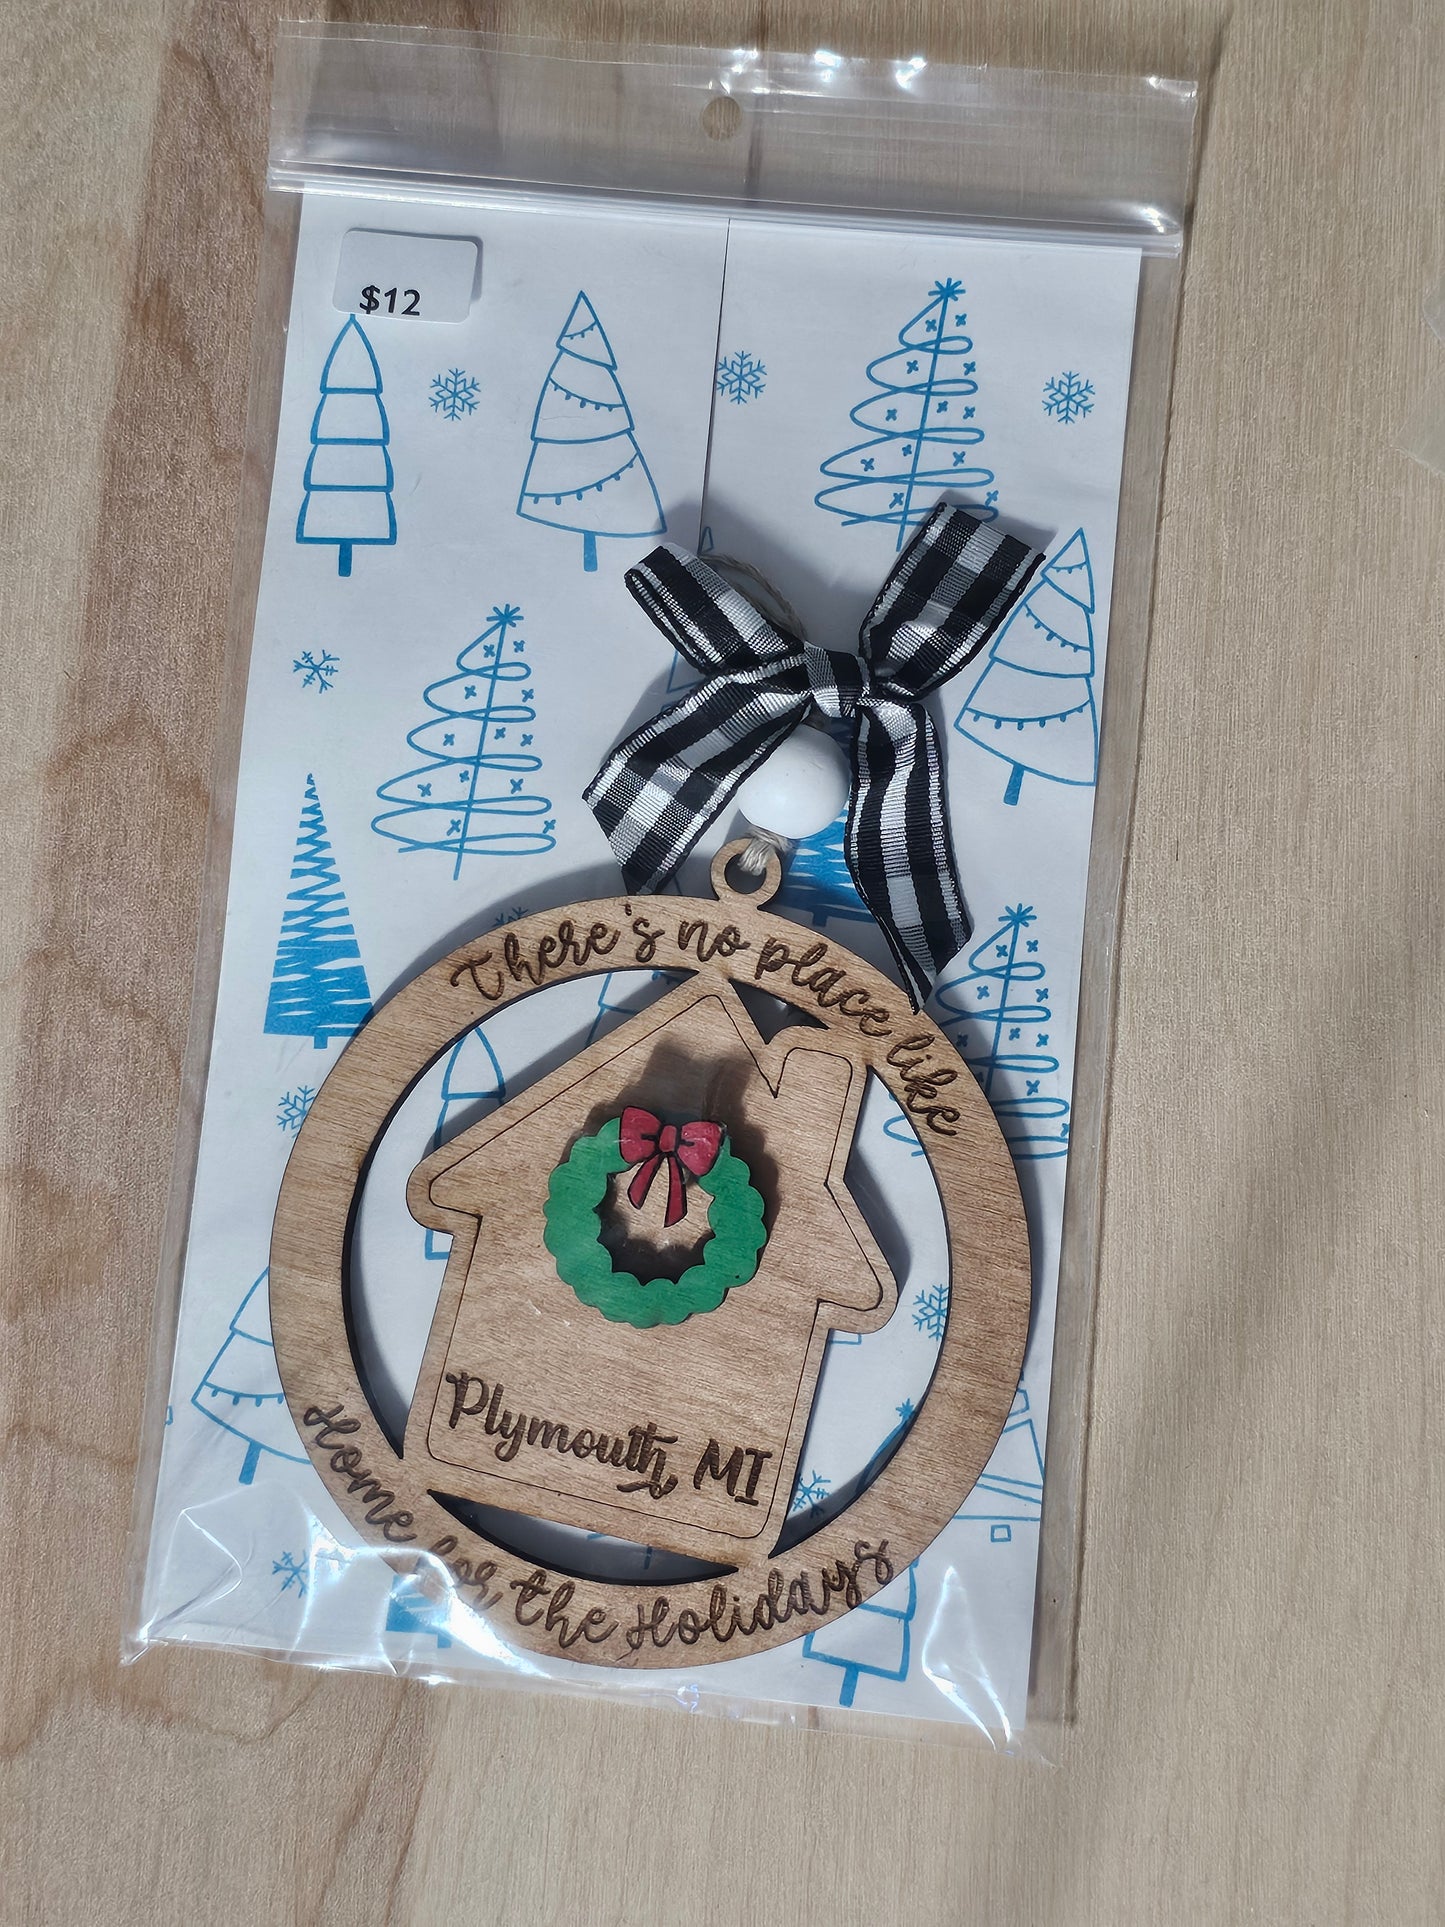 $12
There's no place like
Plymouth, MI
Home for the Holidays